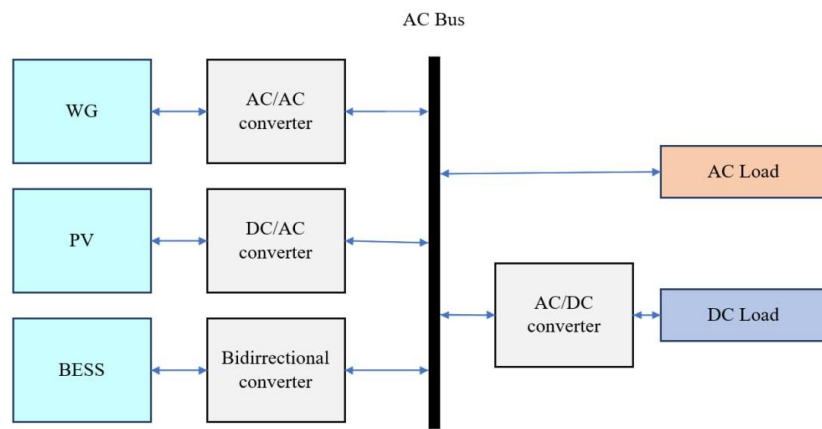 AC Bus
WG
AC/AC
converter
AC Load
PV
DC/AC
converter
AC/DC
converter
DC Load
BESS
Bidirrectional
converter